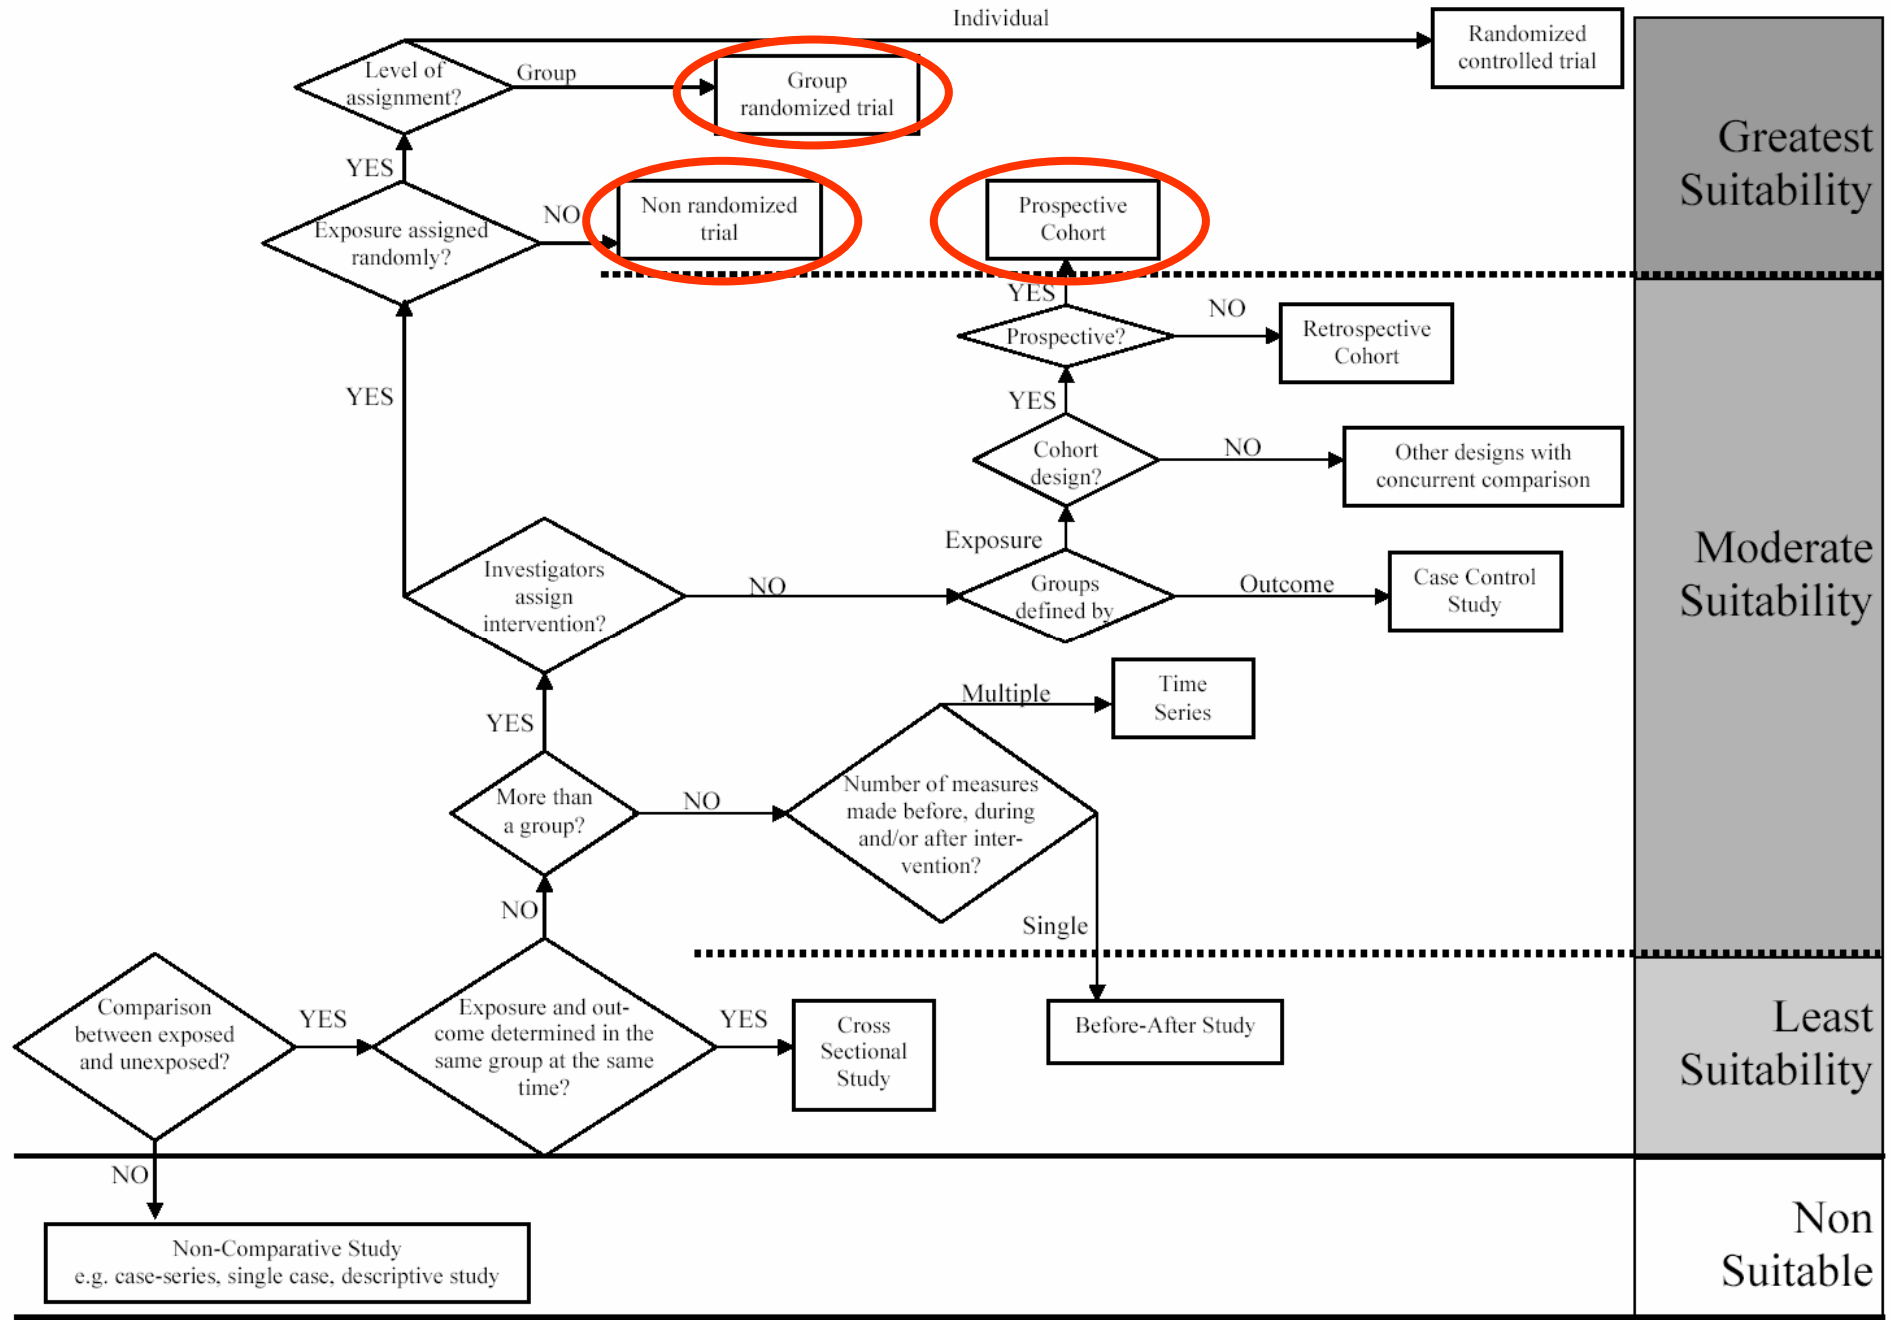 Individual
Randomized
controlled trial
Level of
assignment?
Group
Group
randomized trial
Greatest
Suitability
YES
Exposure assigned
randomly?
NO
Non randomized
trial
Prospective
Cohort
YES
Prospective?
NO
Retrospective
Cohort
YES
YES
Cohort
design?
NO
Other designs with
concurrent comparison
Exposure
Investigators
assign
intervention?
NO
Groups
defined by
Outcome
Case Control
Study
Moderate
Suitability
YES
Multiple
Time
Series
More than
a group?
NO
Number of measures
made before, during
and/or after inter-
vention?
NO
Single
Comparison
between exposed
and unexposed?
YES
Exposure and out-
come determined in the
same group at the same
time?
YES
Cross
Sectional
Study
Before-After Study
Least
Suitability
NO
Non-Comparative Study
e.g. case-series, single case, descriptive study
Non
Suitable